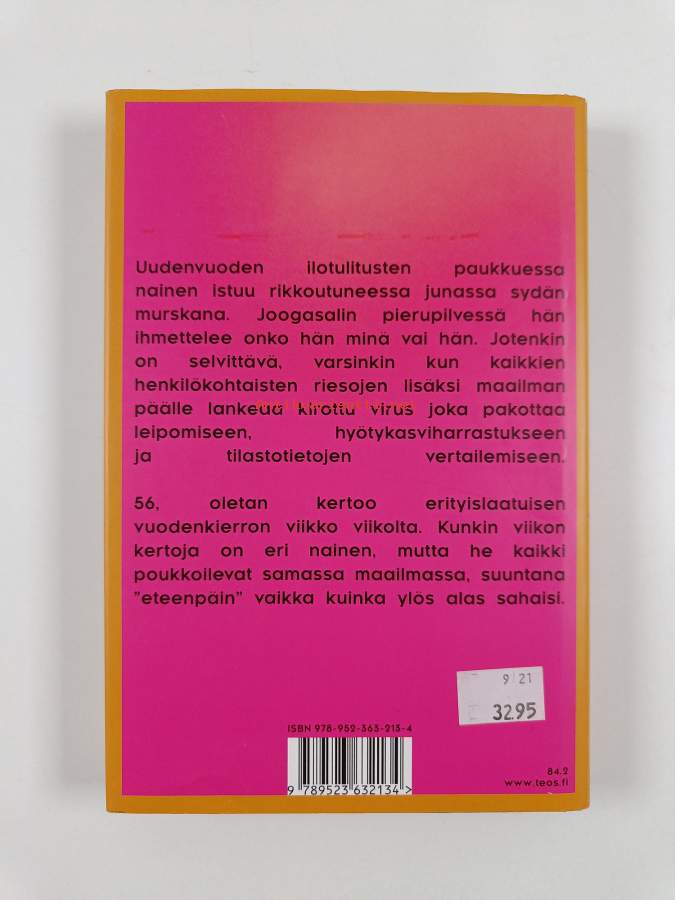 Uudenvuoden ilotulitusten paukkuessa
nainen istuu rikkoutuneessa junassa sydän
murskana. Joogasalin pierupilvessä hän
ihmettelee onko hän minä vai hän. Jotenkin
on selvittävä, varsinkin kun kaikkien
henkilökohtaisten riesojen lisäksi maailman
päälle lankeaa kirottu virus joka pakottaa
leipomiseen, hyötykasviharrastukseen
ja tilastotietojen vertailemiseen.
56, oletan kertoo erityislaatuisen
vuodenkierron viikko viikolta. Kunkin viikon
kertoja on eri nainen, mutta he kaikki
poukkoilevat samassa maailmassa, suuntana
”eteenpäin” vaikka kuinka ylös alas sahaisi.
9 21
32.95
ISBN 978-952-363-213-4
9 789523 632134 >
84.2
www.teos.fi